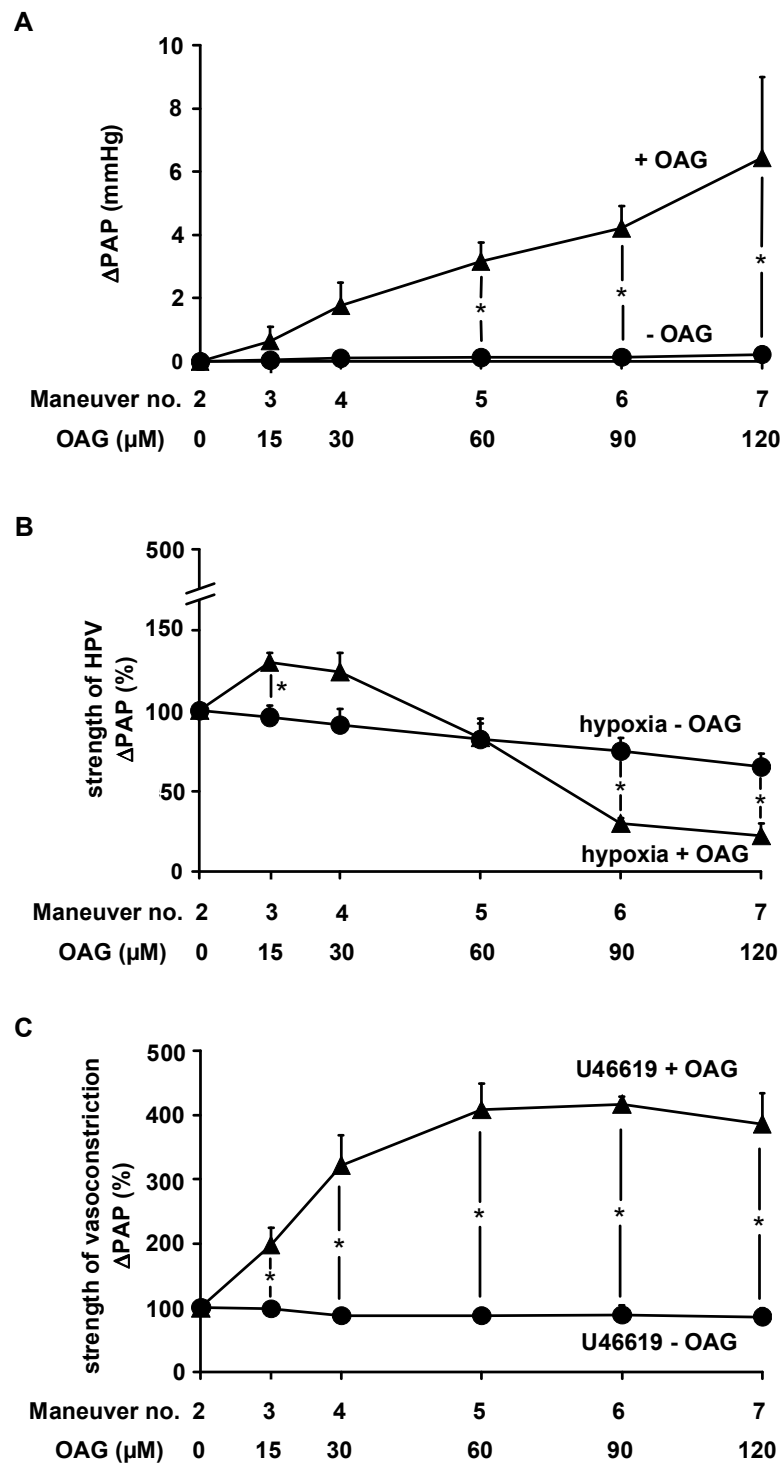 A
10
8
6
4
2
0
ΔPAP (mmHg)
+ OAG
- OAG
*
*
*
Maneuver no. 2 3 4 5 6 7
OAG (µM) 0 15 30 60 90 120
B
500
150
100
50
0
strength of HPV
ΔPAP (%)
hypoxia - OAG
hypoxia + OAG
*
*
*
Maneuver no. 2 3 4 5 6 7
OAG (µM) 0 15 30 60 90 120
C
500
400
300
200
100
0
strength of vasoconstriction
ΔPAP (%)
U46619 + OAG
U46619 - OAG
*
*
*
*
*
Maneuver no. 2 3 4 5 6 7
OAG (µM) 0 15 30 60 90 120